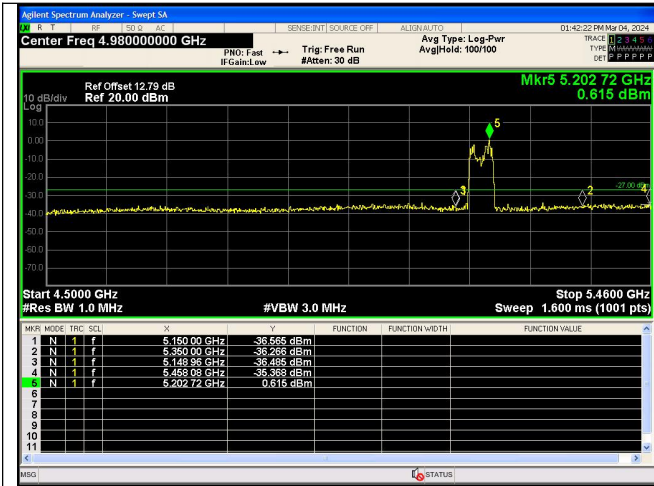 Agilent Spectrum Analyzer - Swept SA
R T RF 50 Ω AC SENSE:INT SOURCE OFF ALIGN AUTO 01:42:22 PM Mar 04, 2024
Center Freq 4.980000000 GHz
PNO: Fast
IFGain:Low
Trig: Free Run
#Atten: 30 dB
Avg Type: Log-Pwr
Avg|Hold: 100/100
TRACE 1 2 3 4 5 6
TYPE M
DET P P P P P P
Mkr5 5.202 72 GHz
0.615 dBm
Ref Offset 12.79 dB
10 dB/div Ref 20.00 dBm
Log
10.0
0.00
-10.0
-20.0
-30.0
-40.0
-50.0
-60.0
-70.0
5
3
2
4
-27.00 dBm
Start 4.5000 GHz Stop 5.4600 GHz
#Res BW 1.0 MHz #VBW 3.0 MHz Sweep 1.600 ms (1001 pts)
MKR MODE TRC SCL X Y FUNCTION FUNCTION WIDTH FUNCTION VALUE
1 N 1 f 5.150 00 GHz -36.565 dBm
2 N 1 f 5.350 00 GHz -36.266 dBm
3 N 1 f 5.148 96 GHz -36.485 dBm
4 N 1 f 5.458 08 GHz -35.368 dBm
5 N 1 f 5.202 72 GHz 0.615 dBm
6
7
8
9
10
11
MSG STATUS